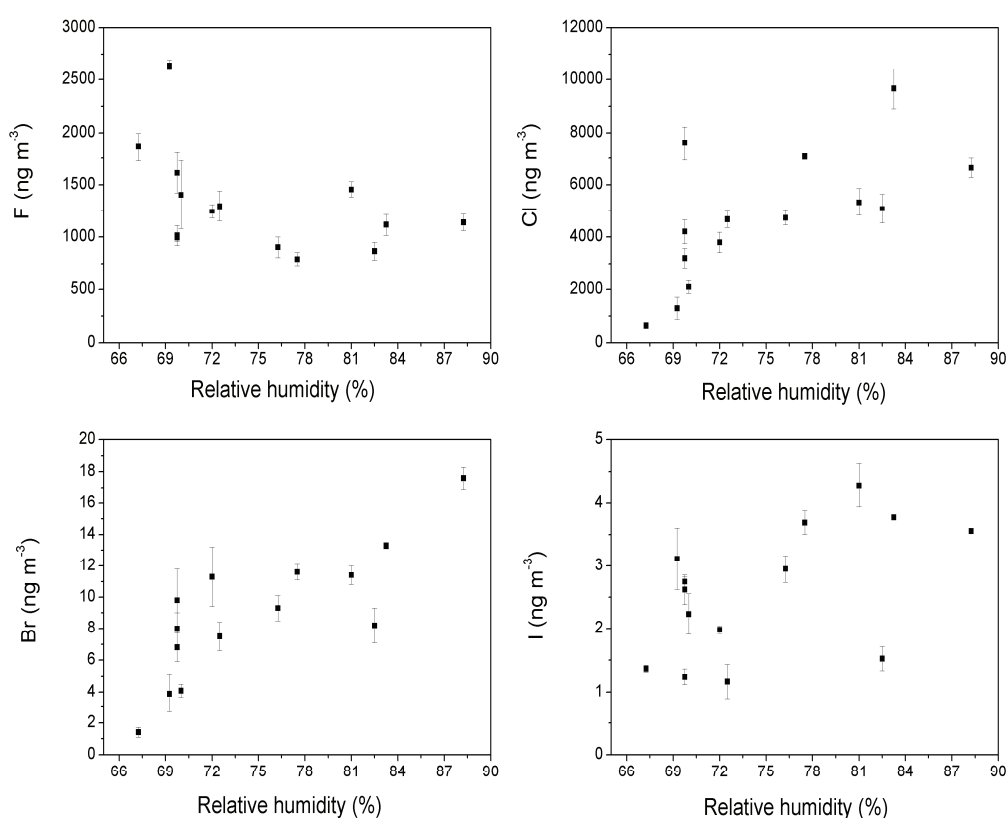 3000
2500
2000
1500
1000
500
0
F (ng m-3)
66 69 72 75 78 81 84 87 90
Relative humidity (%)
12000
10000
8000
6000
4000
2000
0
Cl (ng m-3)
66 69 72 75 78 81 84 87 90
Relative humidity (%)
20
18
16
14
12
10
8
6
4
2
0
Br (ng m-3)
66 69 72 75 78 81 84 87 90
Relative humidity (%)
5
4
3
2
1
0
I (ng m-3)
66 69 72 75 78 81 84 87 90
Relative humidity (%)